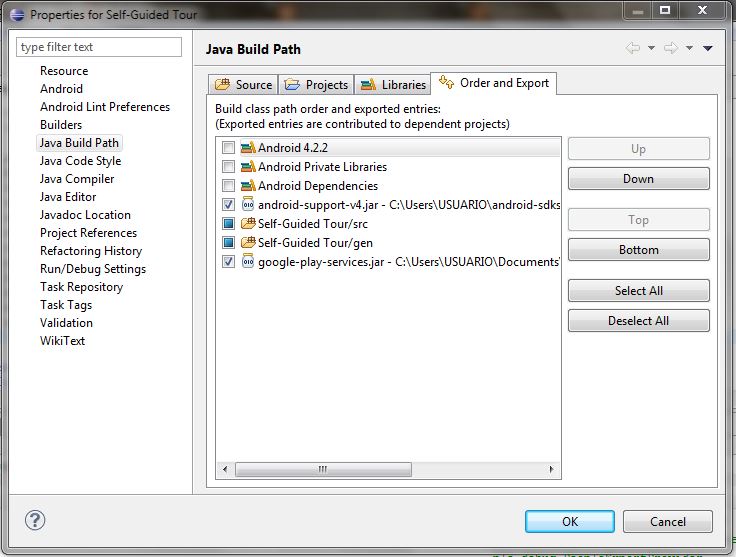 Properties for Self-Guided Tour
type filter text
Resource
Android
Android Lint Preferences
Builders
Java Build Path
Java Code Style
Java Compiler
Java Editor
Javadoc Location
Project References
Refactoring History
Run/Debug Settings
Task Repository
Task Tags
Validation
WikiText
Java Build Path
Source
Projects
Libraries
Order and Export
Build class path order and exported entries:
(Exported entries are contributed to dependent projects)
Android 4.2.2
Android Private Libraries
Android Dependencies
android-support-v4.jar - C:\Users\USUARIO\android-sdks
Self-Guided Tour/src
Self-Guided Tour/gen
google-play-services.jar - C:\Users\USUARIO\Documents\
Up
Down
Top
Bottom
Select All
Deselect All
?
OK
Cancel